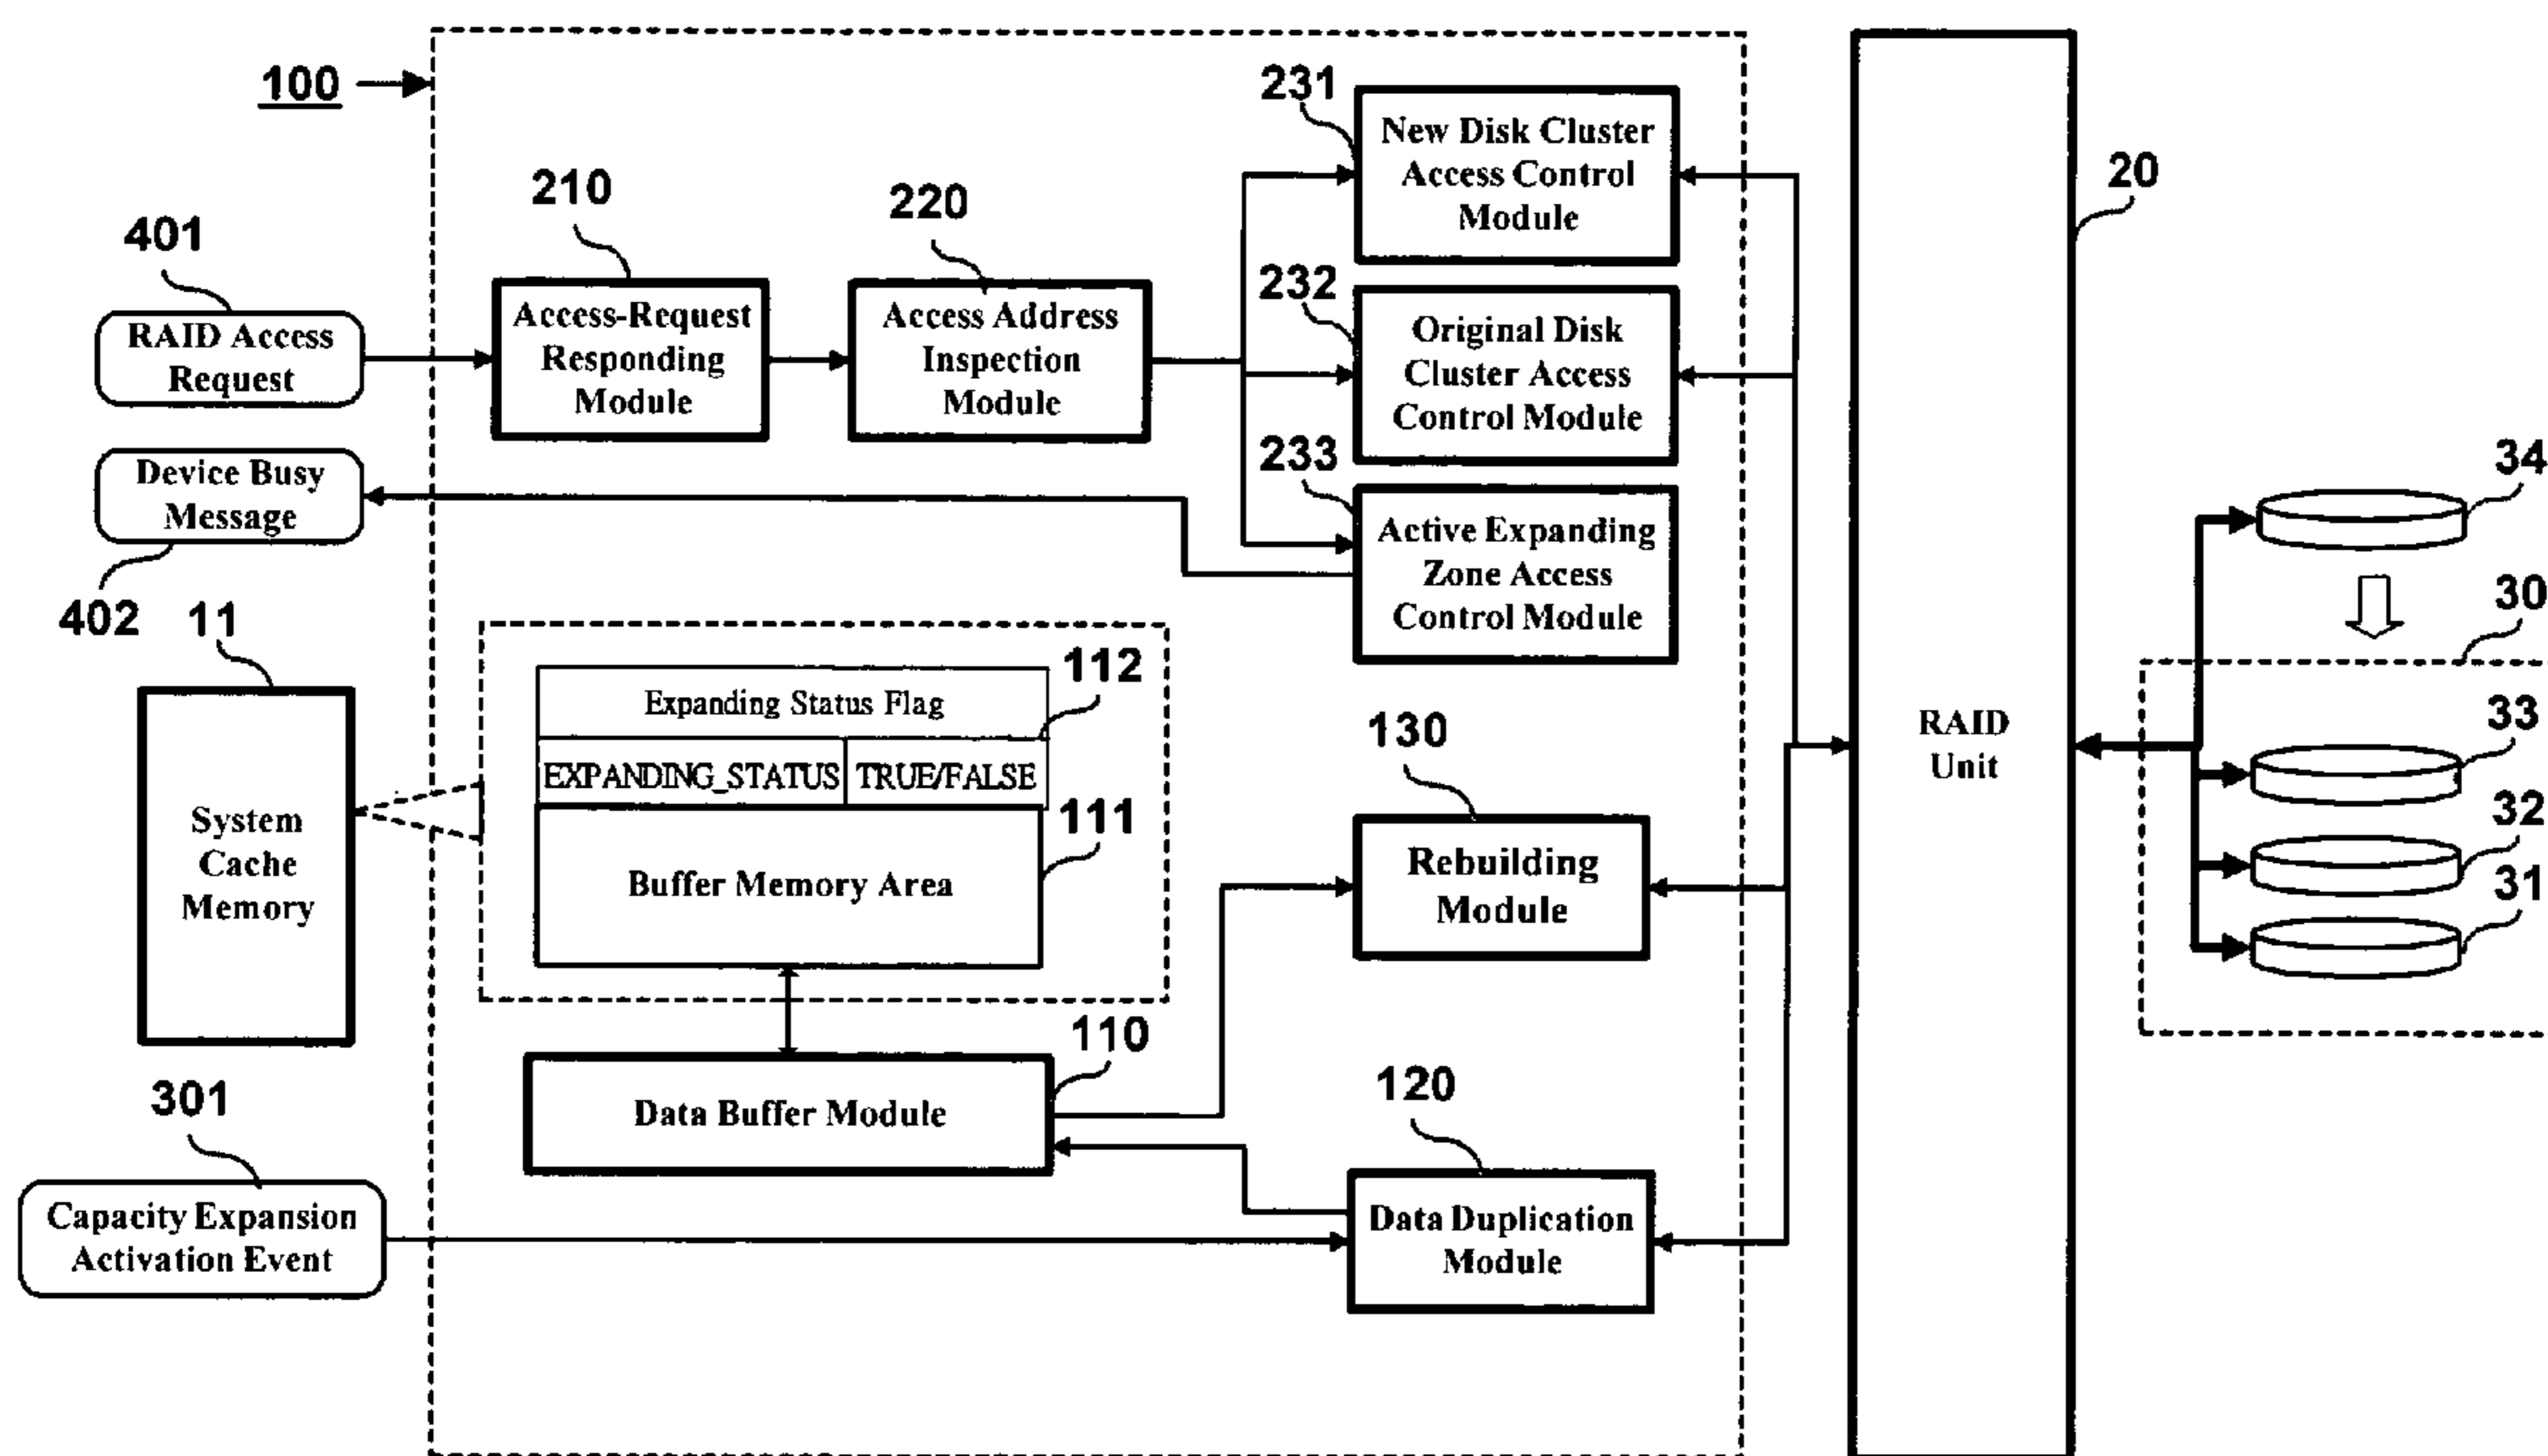 100
231
New Disk Cluster
Access Control
Module
20
210
220
401
RAID Access
Request
Access-Request
Responding
Module
Access Address
Inspection
Module
232
Original Disk
Cluster Access
Control Module
Device Busy
Message
402
233
Active Expanding
Zone Access
Control Module
34
30
11
System
Cache
Memory
112
Expanding Status Flag
EXPANDING_STATUS
TRUE/FALSE
111
Buffer Memory Area
130
Rebuilding
Module
RAID
Unit
33
32
31
110
Data Buffer Module
120
Data Duplication
Module
301
Capacity Expansion
Activation Event